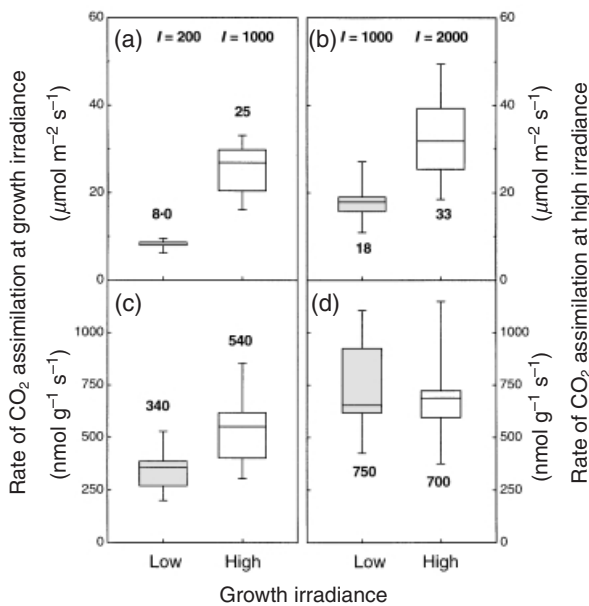 Rate of CO₂ assimilation at growth irradiance
(μmol m⁻² s⁻¹)
(nmol g⁻¹ s⁻¹)
60
40
20
0
(a)
I = 200
I = 1000
25
8·0
(b)
I = 1000
I = 2000
33
18
60
40
20
0
(μmol m⁻² s⁻¹)
1000
750
500
250
0
(c)
540
340
(d)
750
700
1000
750
500
250
0
(nmol g⁻¹ s⁻¹)
Rate of CO₂ assimilation at high irradiance
Low
High
Low
High
Growth irradiance